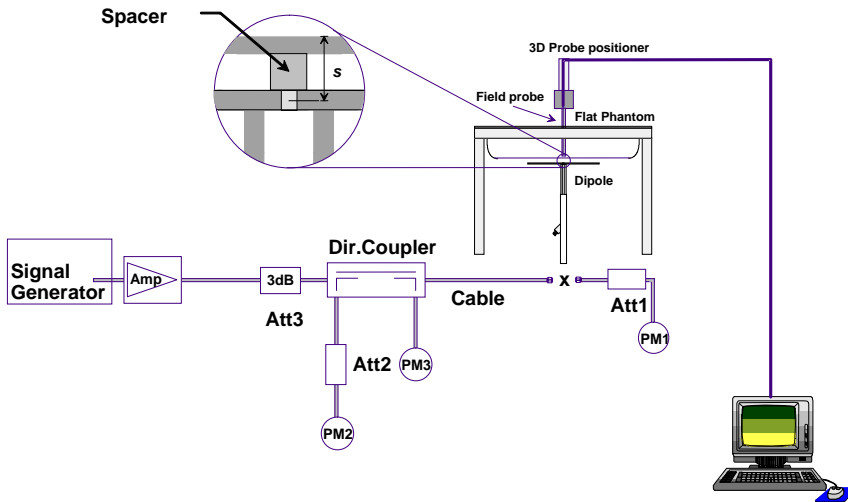 Spacer
s
3D Probe positioner
Field probe
Flat Phantom
Dipole
Signal
Generator
Amp
3dB
Att3
Dir.Coupler
Cable
x
Att1
PM1
Att2
PM3
PM2